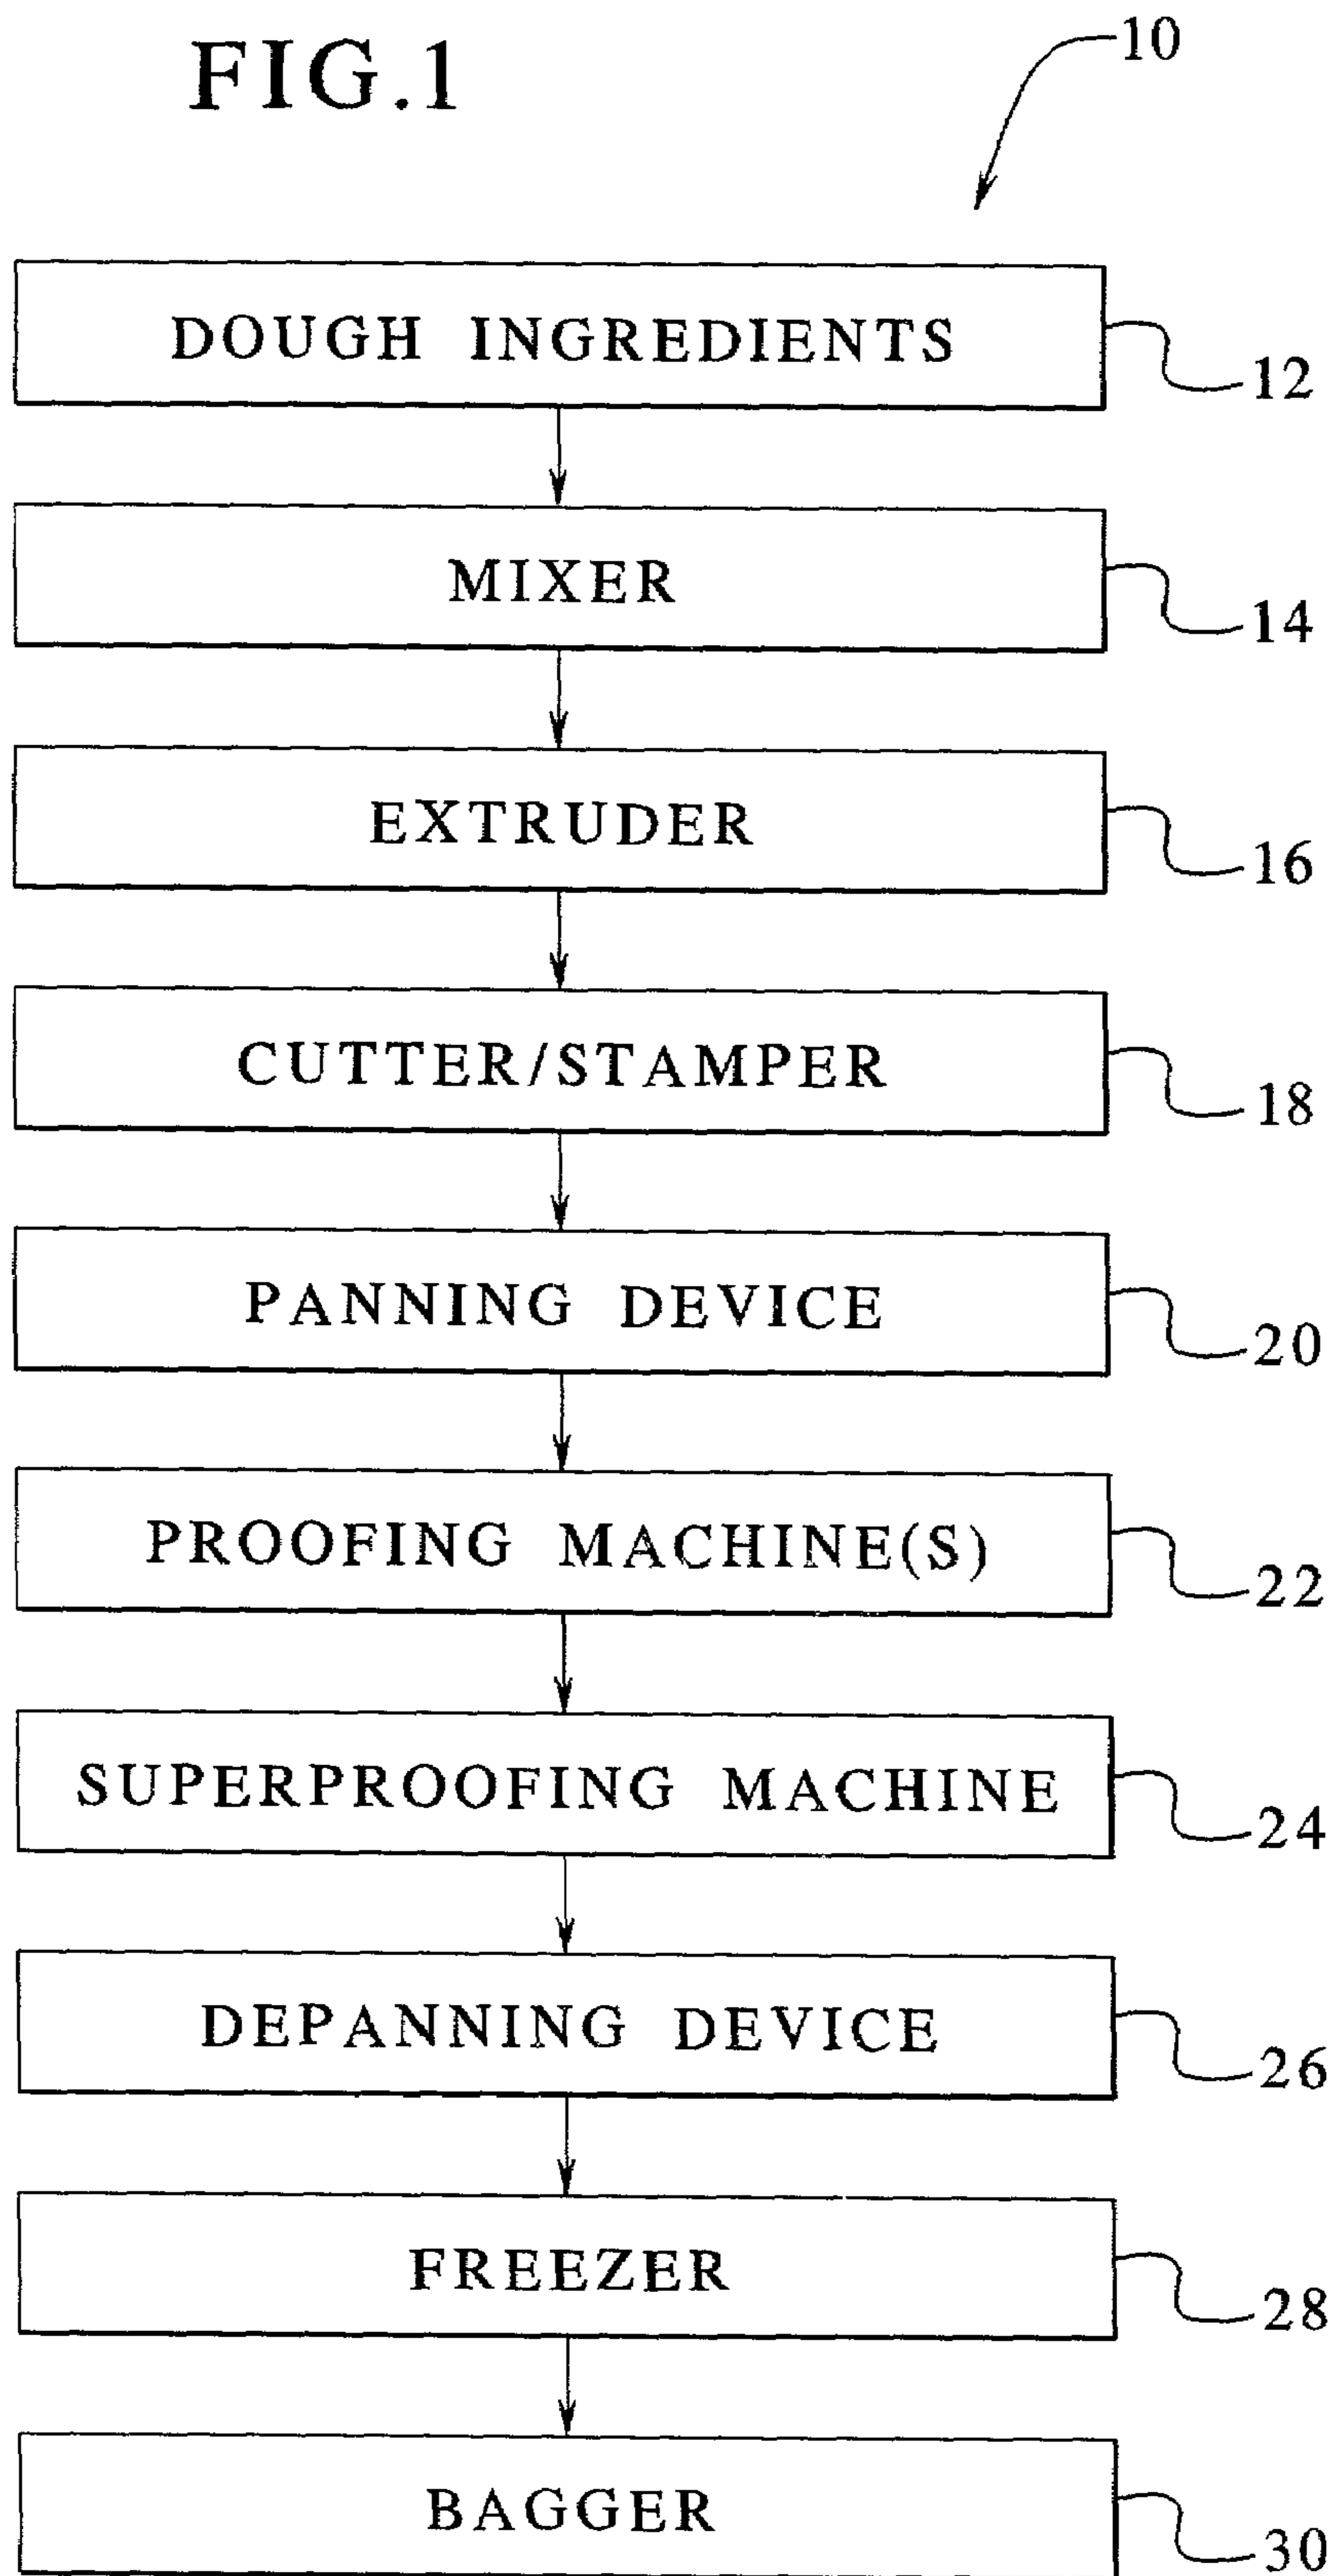 FIG.1
10
DOUGH INGREDIENTS
12
MIXER
14
EXTRUDER
16
CUTTER/STAMPER
18
PANNING DEVICE
20
PROOFING MACHINE(S)
22
SUPERPROOFING MACHINE
24
DEPANNING DEVICE
26
FREEZER
28
BAGGER
30